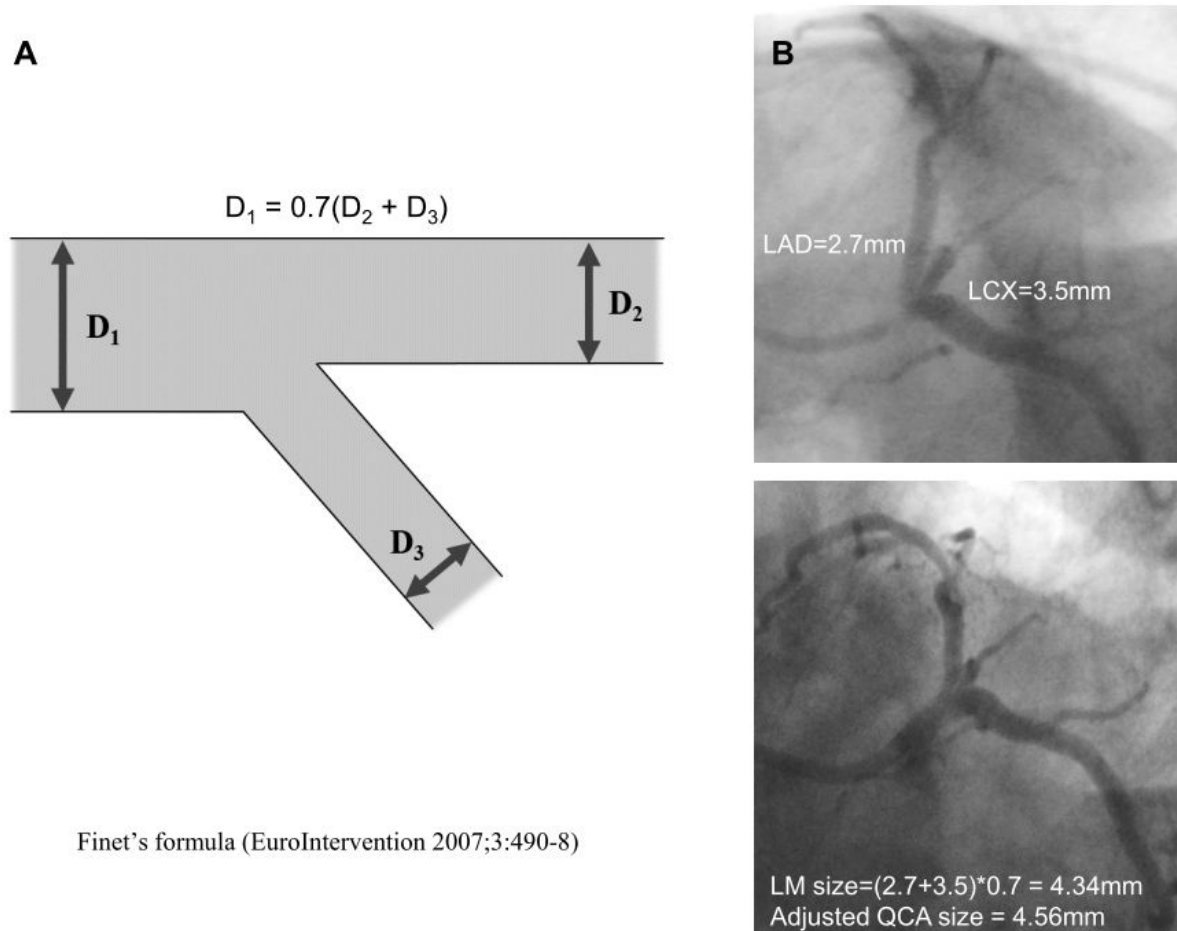 A
D₁ = 0.7(D₂ + D₃)
D₁
D₂
D₃
Finet's formula (EuroIntervention 2007;3:490-8)
B
LAD=2.7mm
LCX=3.5mm
LM size=(2.7+3.5)*0.7 = 4.34mm
Adjusted QCA size = 4.56mm